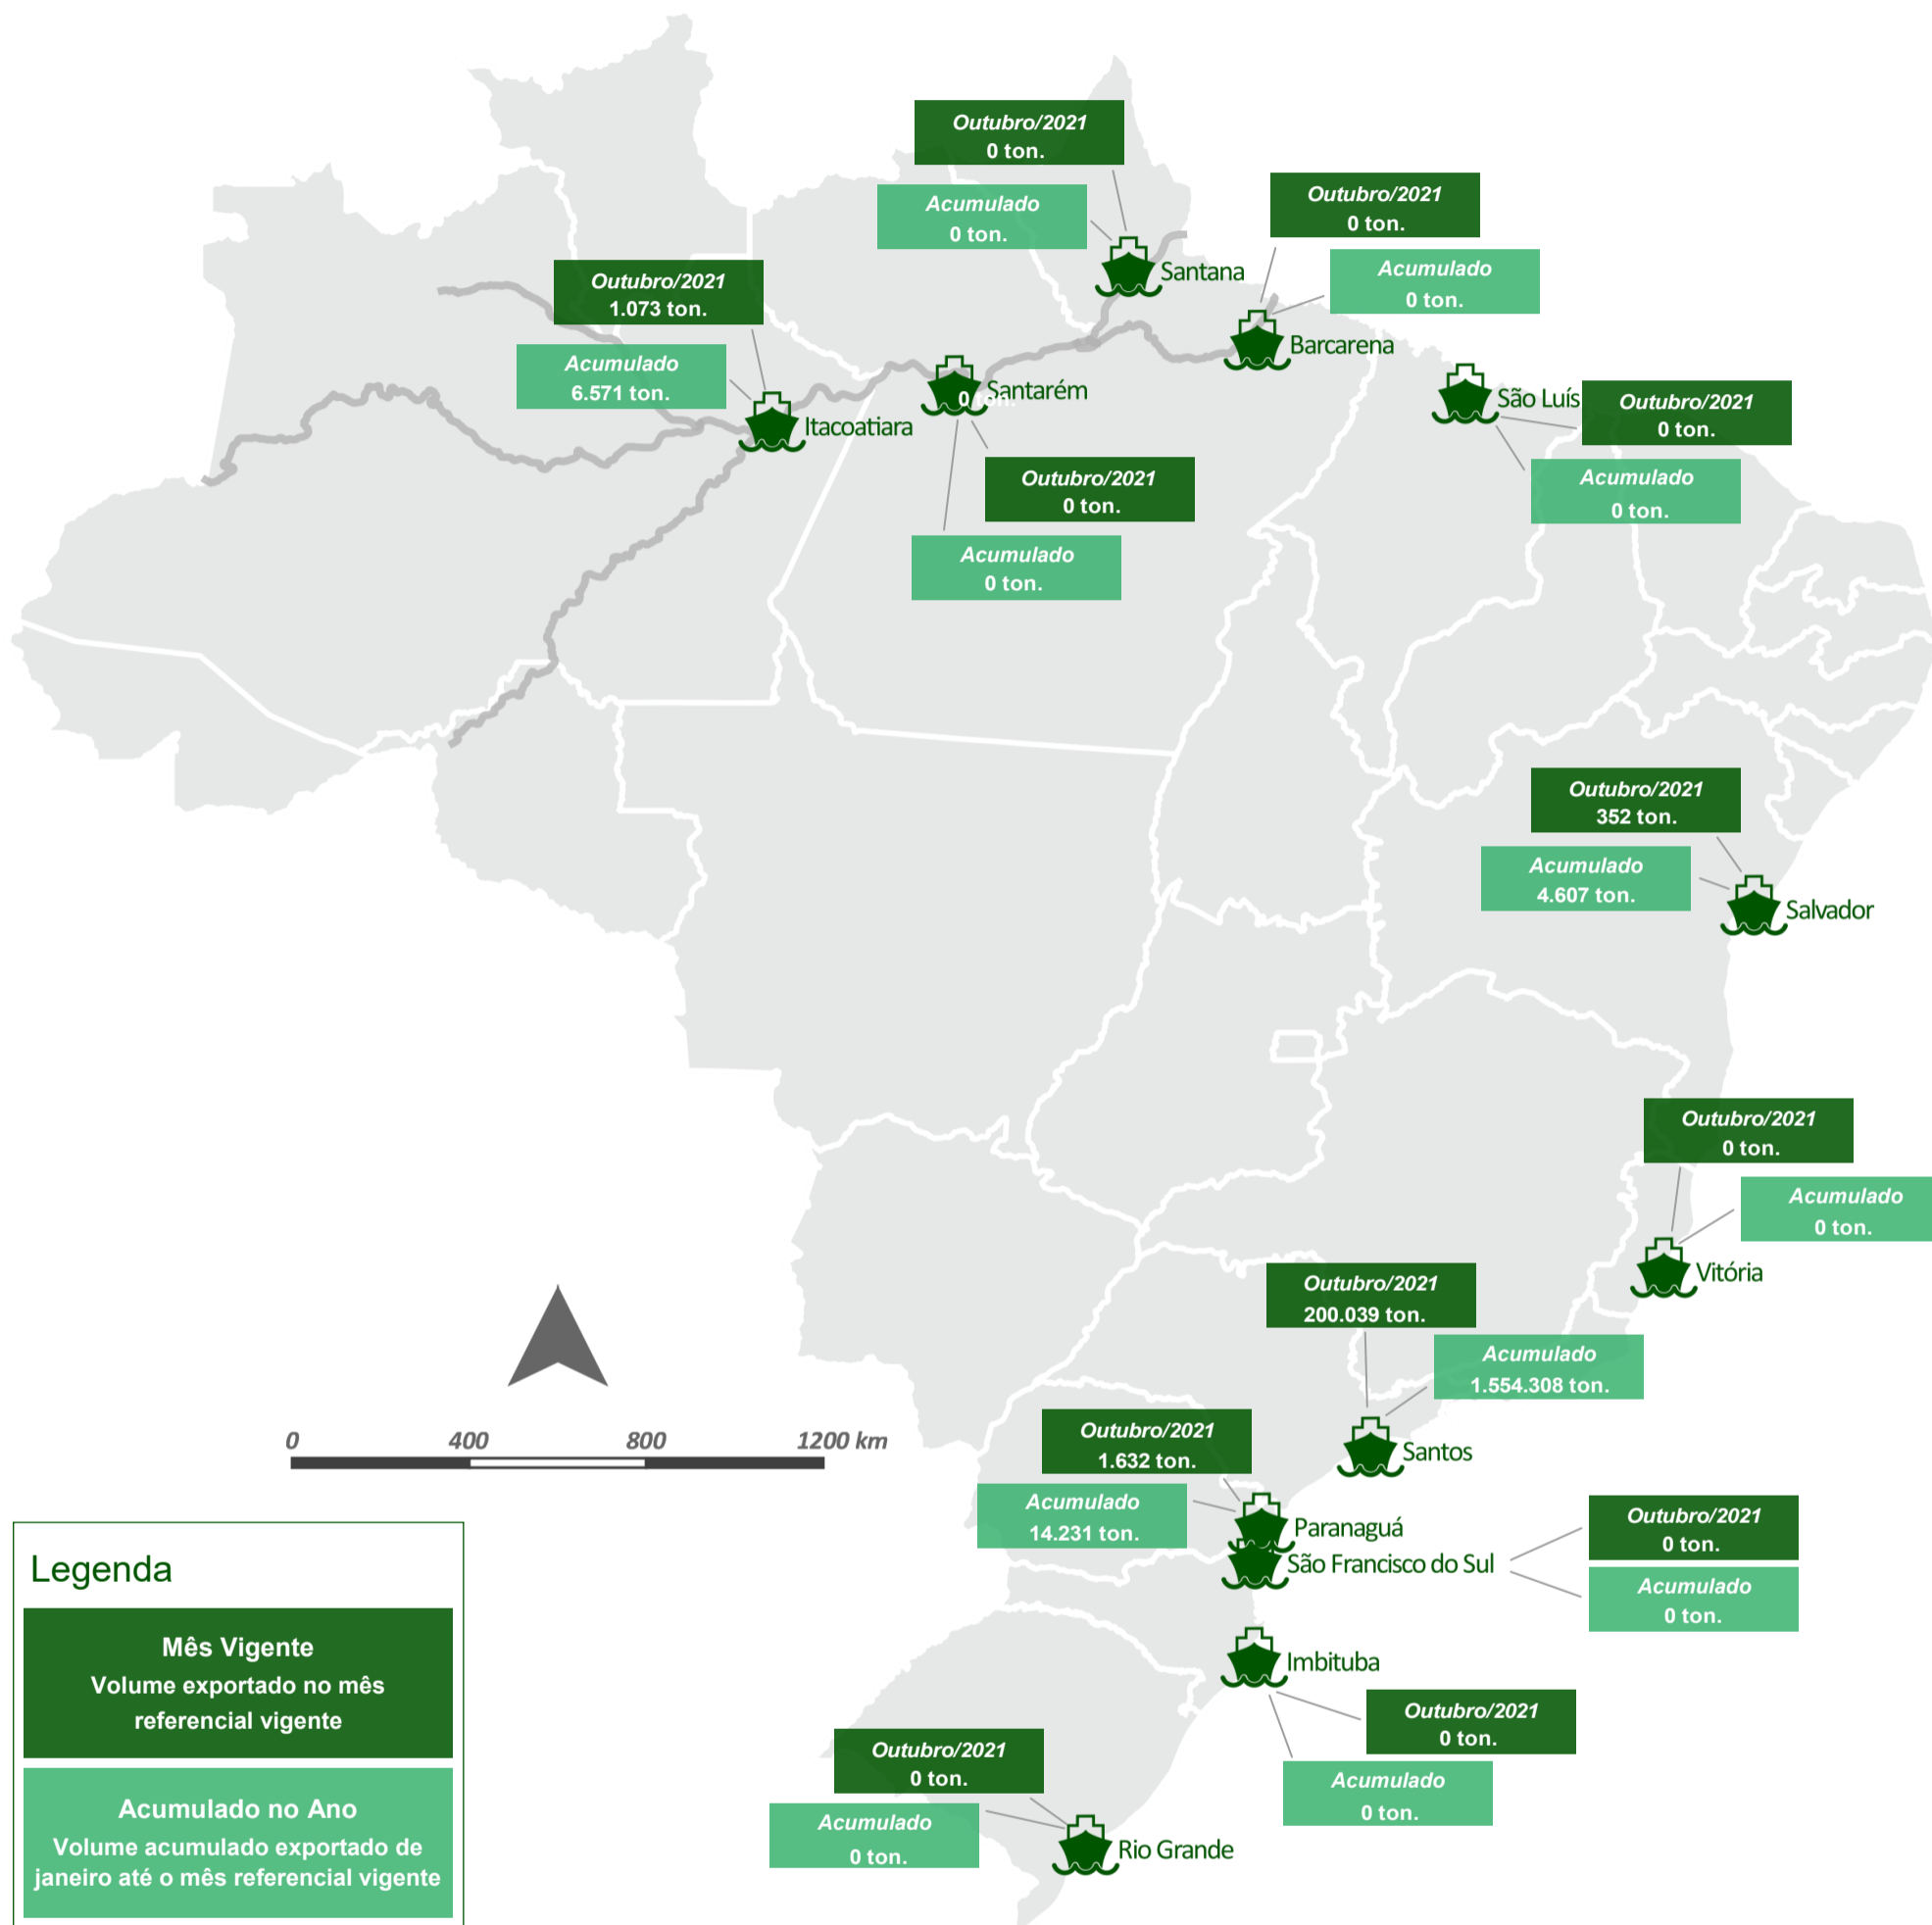 Outubro/2021
0 ton.
Acumulado
0 ton.
Santana
Outubro/2021
0 ton.
Acumulado
0 ton.
Barcarena
Outubro/2021
1.073 ton.
Acumulado
6.571 ton.
Itacoatiara
Santarém
0 ton.
Outubro/2021
0 ton.
Acumulado
0 ton.
São Luís
Outubro/2021
0 ton.
Acumulado
0 ton.
Outubro/2021
352 ton.
Acumulado
4.607 ton.
Salvador
Outubro/2021
0 ton.
Acumulado
0 ton.
Vitória
Outubro/2021
200.039 ton.
Acumulado
1.554.308 ton.
Santos
Outubro/2021
1.632 ton.
Acumulado
14.231 ton.
Paranaguá
São Francisco do Sul
Outubro/2021
0 ton.
Acumulado
0 ton.
Imbituba
Outubro/2021
0 ton.
Acumulado
0 ton.
Outubro/2021
0 ton.
Acumulado
0 ton.
Rio Grande
0 400 800 1200 km
Legenda
Mês Vigente
Volume exportado no mês
referencial vigente
Acumulado no Ano
Volume acumulado exportado de
janeiro até o mês referencial vigente